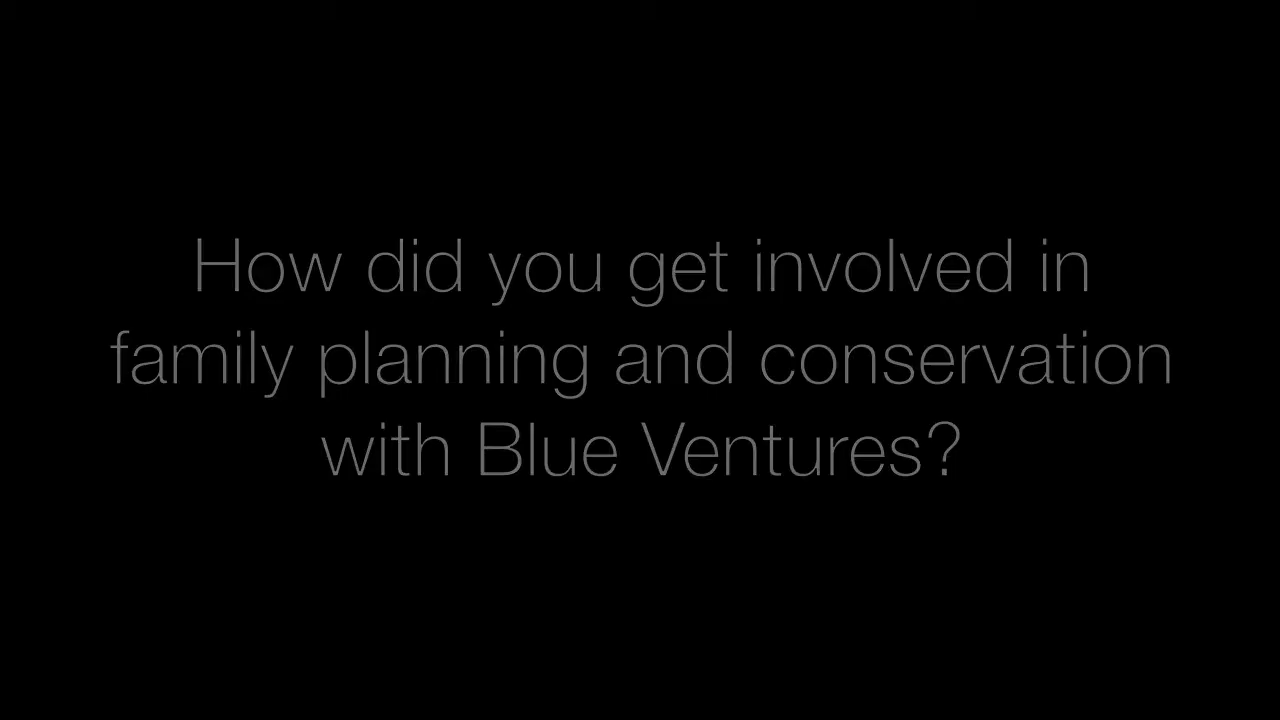 How did you get involved in
family planning and conservation
with Blue Ventures?